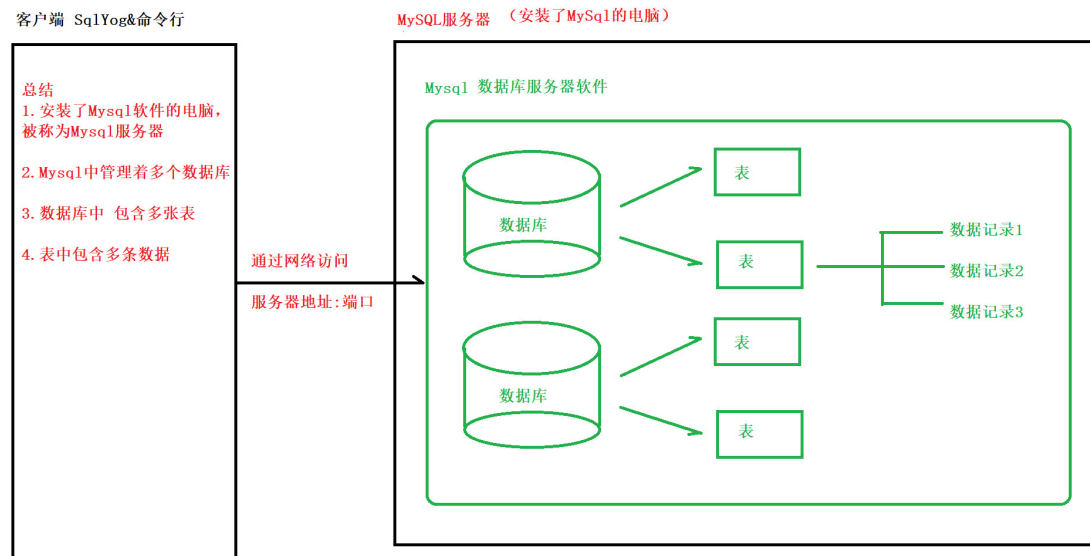 客户端 SqlYog&命令行
MySQL服务器 （安装了MySql的电脑）
总结
1.安装了Mysql软件的电脑，
被称为Mysql服务器
2.Mysql中管理着多个数据库
3.数据库中 包含多张表
4.表中包含多条数据
通过网络访问
服务器地址:端口
Mysql 数据库服务器软件
数据库
表
表
数据记录1
数据记录2
数据记录3
数据库
表
表